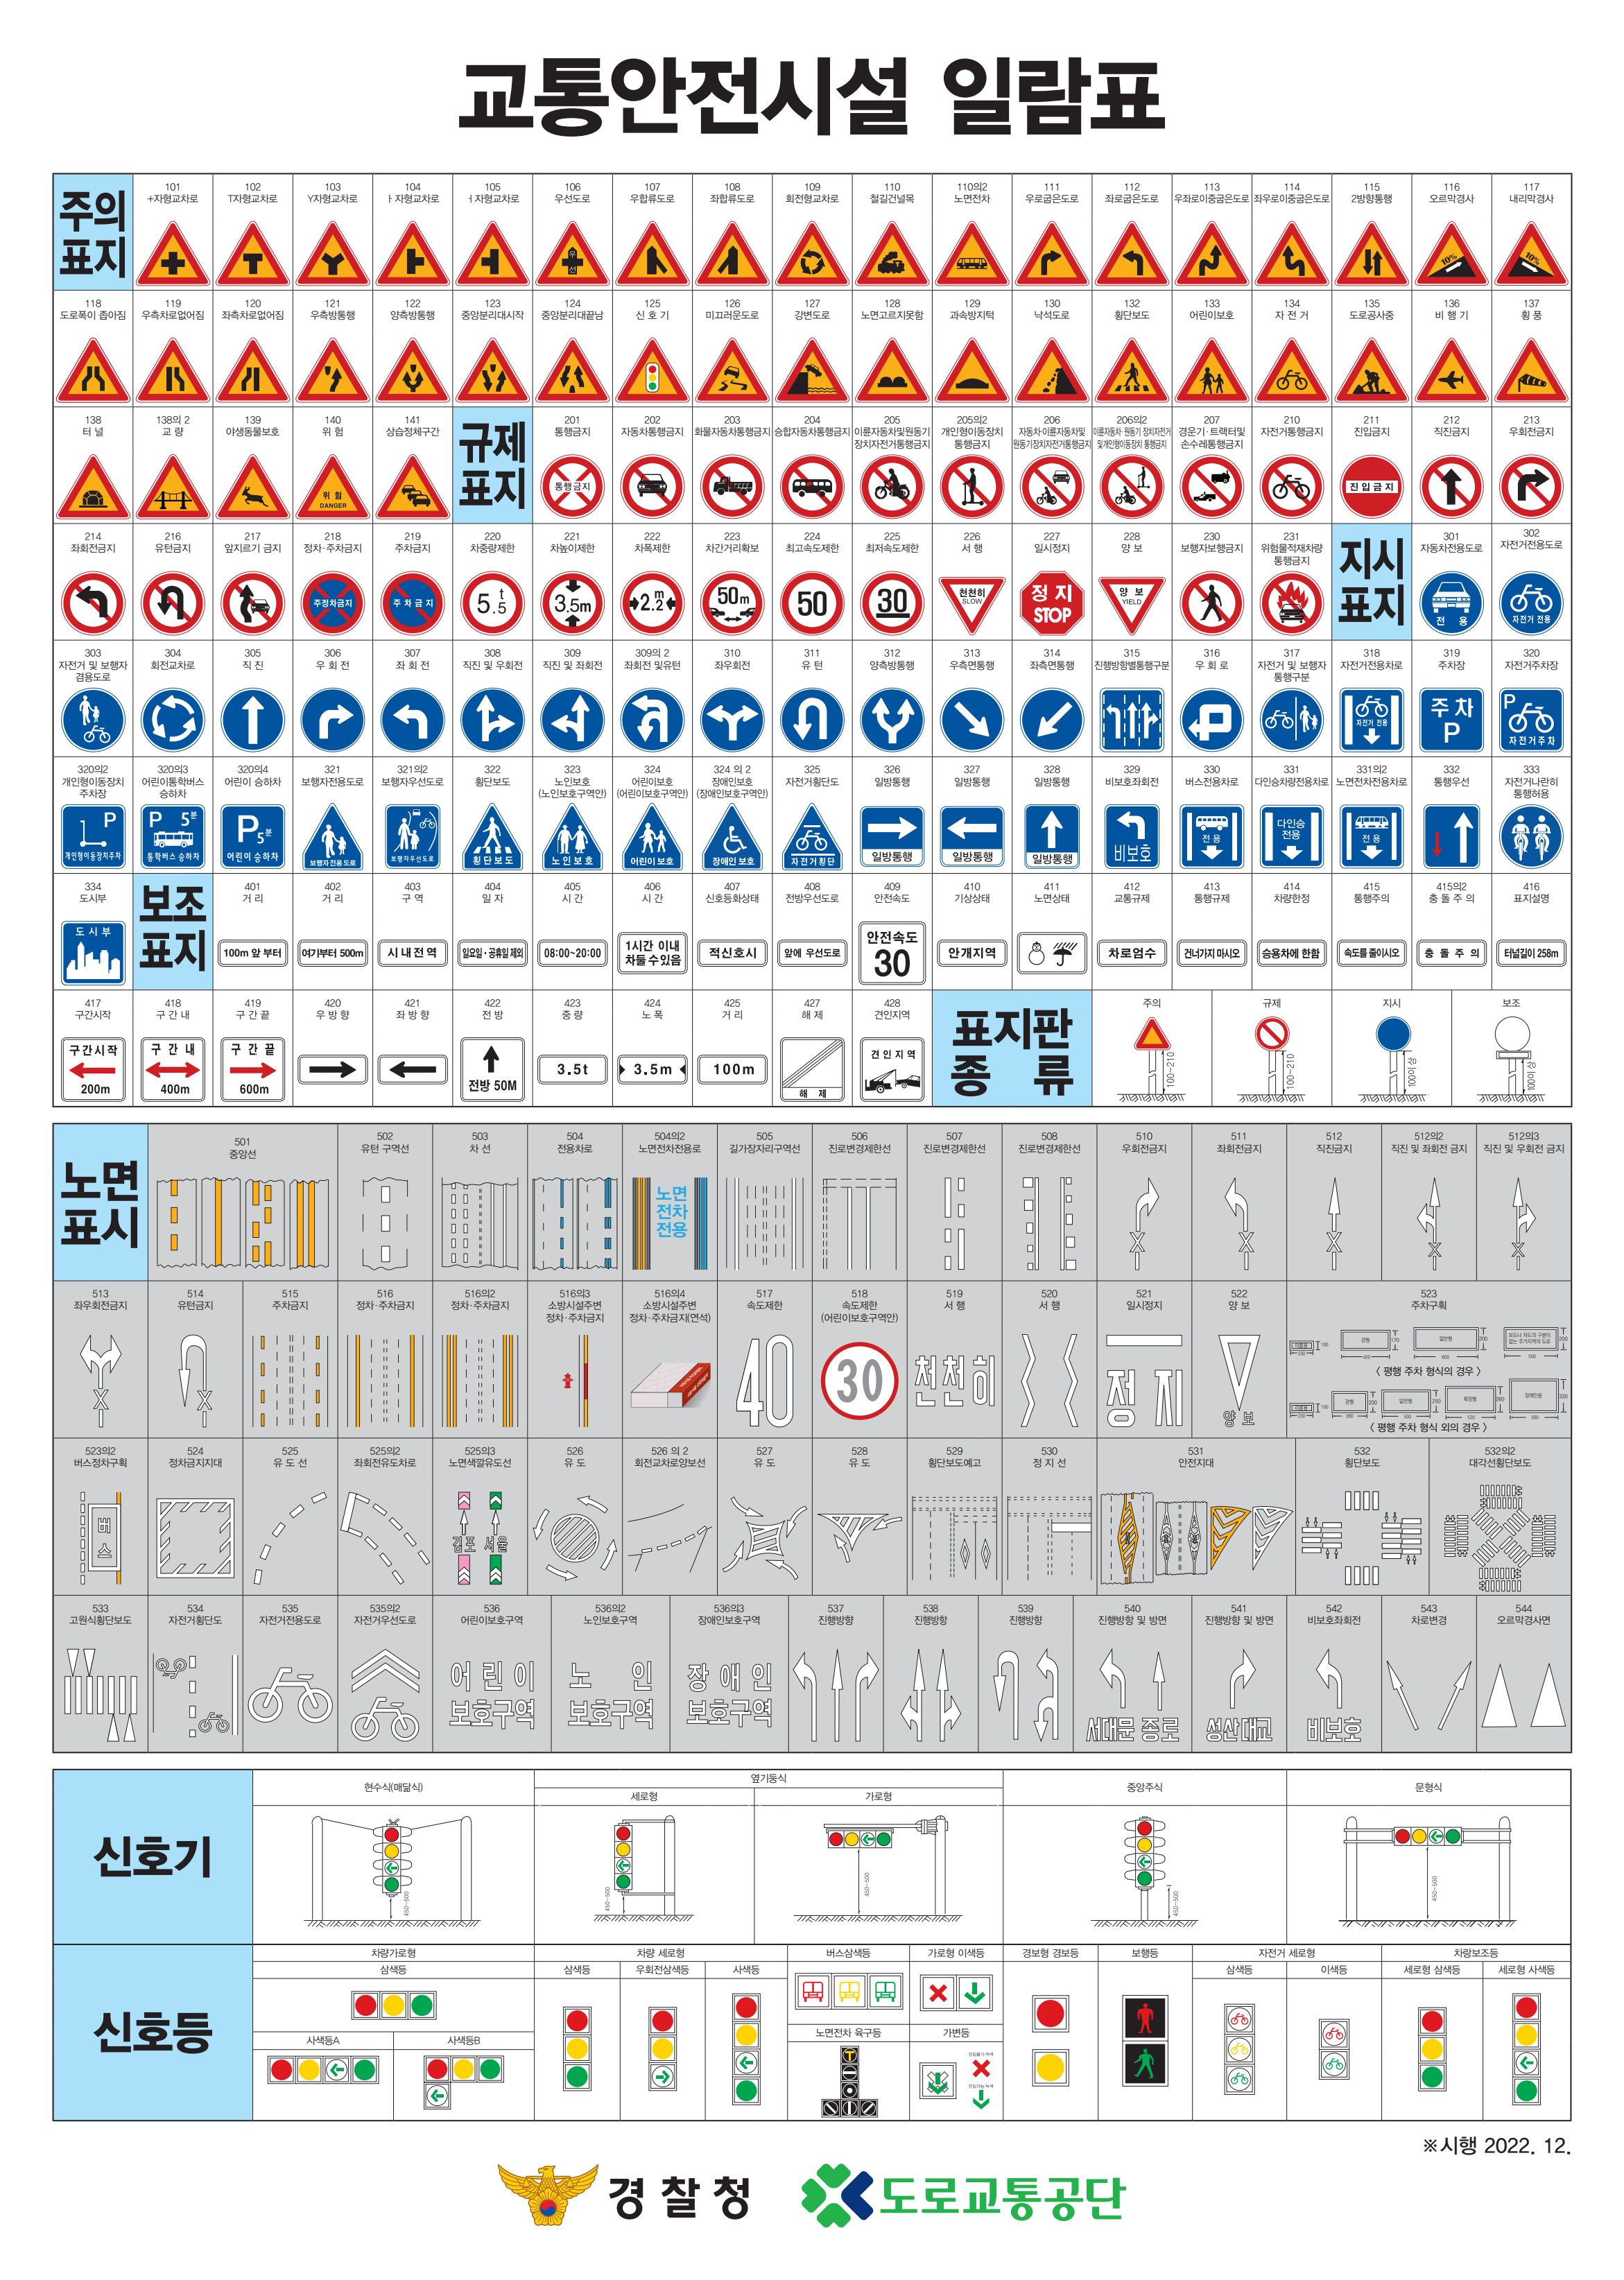 교통안전시설 일람표
주의
표지
101
+자형교차로
102
T자형교차로
103
Y자형교차로
104
ㅏ자형교차로
105
ㅓ자형교차로
106
우선도로
우
선
107
우합류도로
108
좌합류도로
109
회전형교차로
110
철길건널목
110의2
노면전차
111
우로굽은도로
112
좌로굽은도로
113
우좌로이중굽은도로
114
좌우로이중굽은도로
115
2방향통행
116
오르막경사
10%
117
내리막경사
10%
118
도로폭이 좁아짐
119
우측차로없어짐
120
좌측차로없어짐
121
우측방통행
122
양측방통행
123
중앙분리대시작
124
중앙분리대끝남
125
신 호 기
126
미끄러운도로
127
강변도로
128
노면고르지못함
129
과속방지턱
130
낙석도로
132
횡단보도
133
어린이보호
134
자 전 거
135
도로공사중
136
비 행 기
137
횡 풍
138
터 널
138의 2
교 량
139
야생동물보호
140
위 험
위 험
DANGER
141
상습정체구간
규제
표지
201
통행금지
통행금지
202
자동차통행금지
203
화물자동차통행금지
204
승합자동차통행금지
205
이륜자동차및원동기
장치자전거통행금지
205의2
개인형이동장치
통행금지
206
자동차·이륜자동차및
원동기장치자전거통행금지
206의2
이륜자동차·원동기 장치자전거
및개인형이동장치 통행금지
207
경운기·트랙터및
손수레통행금지
210
자전거통행금지
211
진입금지
진입금지
212
직진금지
213
우회전금지
214
좌회전금지
216
유턴금지
217
앞지르기 금지
218
정차·주차금지
주정차금지
219
주차금지
주차금지
220
차중량제한
5.5t
221
차높이제한
3.5m
222
차폭제한
2.2m
223
차간거리확보
50m
224
최고속도제한
50
225
최저속도제한
30
226
서 행
천천히
SLOW
227
일시정지
정지
STOP
228
양 보
양 보
YIELD
230
보행자보행금지
231
위험물적재차량
통행금지
지시
표지
301
자동차전용도로
전 용
302
자전거전용도로
자전거 전용
303
자전거 및 보행자
겸용도로
304
회전교차로
305
직 진
306
우 회 전
307
좌 회 전
308
직진 및 우회전
309
직진 및 좌회전
309의 2
좌회전 및유턴
310
좌우회전
311
유 턴
312
양측방통행
313
우측면통행
314
좌측면통행
315
진행방향별통행구분
316
우 회 로
317
자전거 및 보행자
통행구분
318
자전거전용차로
자전거 전용
319
주차장
주차
P
320
자전거주차장
P
자전거주차
320의2
개인형이동장치
주차장
P
개인형이동장치주차
320의3
어린이통학버스
승하차
P 5분
통학버스 승하차
320의4
어린이 승하차
P 5분
어린이 승하차
321
보행자전용도로
보행자전용도로
321의2
보행자우선도로
보행자우선도로
322
횡단보도
횡단보도
323
노인보호
(노인보호구역안)
노인보호
324
어린이보호
(어린이보호구역안)
어린이보호
324 의 2
장애인보호
(장애인보호구역안)
장애인보호
325
자전거횡단도
자전거횡단
326
일방통행
일방통행
327
일방통행
일방통행
328
일방통행
일방통행
329
비보호좌회전
비보호
330
버스전용차로
전용
331
다인승차량전용차로
다인승
전용
331의2
노면전차전용차로
전용
332
통행우선
333
자전거나란히
통행허용
334
도시부
도시부
보조
표지
401
거 리
100m 앞 부터
402
거 리
여기부터 500m
403
구 역
시내전역
404
일 자
일요일·공휴일 제외
405
시 간
08:00~20:00
406
시 간
1시간 이내
차둘 수있음
407
신호등화상태
적신호시
408
전방우선도로
앞에 우선도로
409
안전속도
안전속도
30
410
기상상태
안개지역
411
노면상태
412
교통규제
차로엄수
413
통행규제
건너가지 마시오
414
차량한정
승용차에 한함
415
통행주의
속도를 줄이시오
415의2
충 돌 주 의
충 돌 주 의
416
표지설명
터널길이 258m
417
구간시작
구간시작
200m
418
구 간 내
구 간 내
400m
419
구 간 끝
구 간 끝
600m
420
우 방 향
421
좌 방 향
422
전 방
전방 50M
423
중 량
3.5t
424
노 폭
3.5m
425
거 리
100m
427
해 제
해 제
428
견인지역
견인지역
표지판
종 류
주의
100~210
규제
100~210
지시
100이상
보조
100이상
노면
표시
501
중앙선
502
유턴 구역선
503
차 선
504
전용차로
504의2
노면전차전용로
노면
전차
전용
505
길가장자리구역선
506
진로변경제한선
507
진로변경제한선
508
진로변경제한선
510
우회전금지
511
좌회전금지
512
직진금지
512의2
직진 및 좌회전 금지
512의3
직진 및 우회전 금지
513
좌우회전금지
514
유턴금지
515
주차금지
516
정차·주차금지
516의2
정차·주차금지
516의3
소방시설주변
정차·주차금지
516의4
소방시설주변
정차·주차금지(연석)
517
속도제한
40
518
속도제한
(어린이보호구역안)
30
519
서 행
천천히
520
서 행
521
일시정지
정지
522
양 보
양보
523
주차구획
< 평행 주차 형식의 경우 >
< 평행 주차 형식 외의 경우 >
523의2
버스정차구획
버
스
524
정차금지지대
525
유 도 선
525의2
좌회전유도차로
525의3
노면색깔유도선
김포 서울
526
유 도
526 의 2
회전교차로양보선
527
유 도
528
유 도
529
횡단보도예고
530
정 지 선
531
안전지대
532
횡단보도
532의2
대각선횡단보도
533
고원식횡단보도
534
자전거횡단도
535
자전거전용도로
535의2
자전거우선도로
536
어린이보호구역
어린이
보호구역
536의2
노인보호구역
노 인
보호구역
536의3
장애인보호구역
장애인
보호구역
537
진행방향
538
진행방향
539
진행방향
540
진행방향 및 방면
서대문 종로
541
진행방향 및 방면
성산대교
542
비보호좌회전
비보호
543
차로변경
544
오르막경사면
신호기
현수식(매닮식)
450~500
옆기둥식
세로형
450~500
가로형
450~500
중앙주식
450~500
문형식
450~500
신호등
차량가로형
삼색등
사색등A
사색등B
차량 세로형
삼색등
우회전삼색등
사색등
버스삼색등
가로형 이색등
노면전차 육구등
가변등
경보형 경보등
보행등
자전거 세로형
삼색등
이색등
차량보조등
세로형 삼색등
세로형 사색등
※시행 2022. 12.
경찰청
도로교통공단